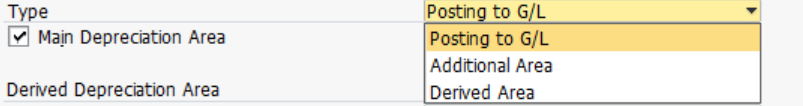 Type Posting to G/L
Main Depreciation Area Posting to G/L
Additional Area
Derived Depreciation Area Derived Area